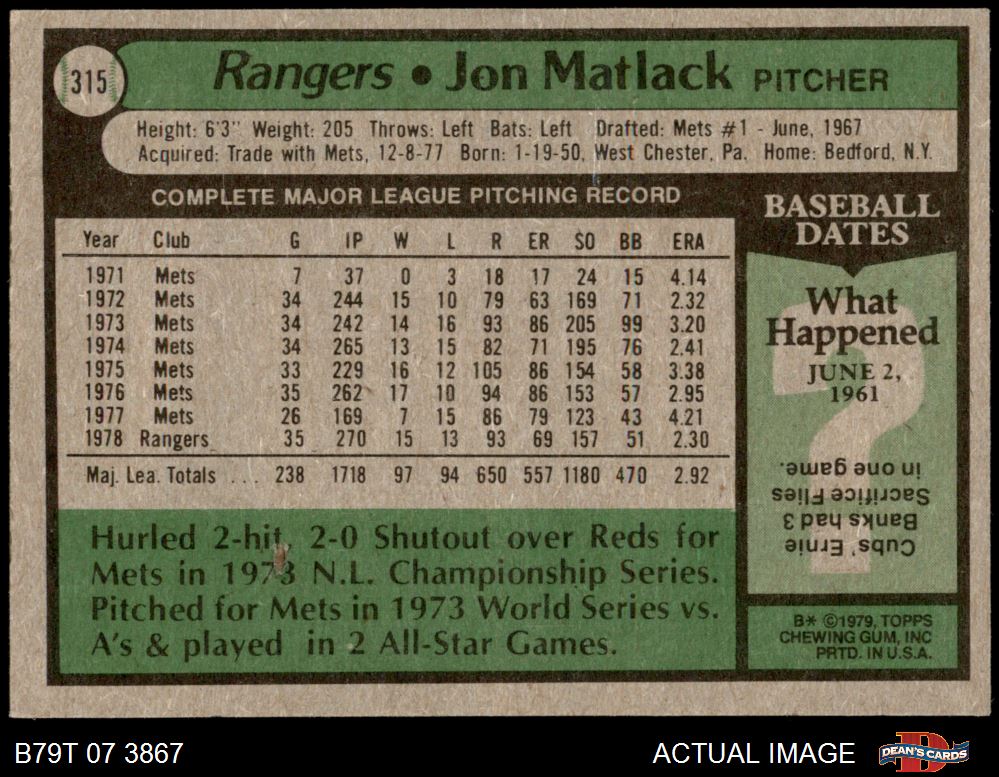 315
Rangers • Jon Matlack PITCHER
Height: 6'3" Weight: 205 Throws: Left Bats: Left Drafted: Mets #1 - June, 1967
Acquired: Trade with Mets, 12-8-77 Born: 1-19-50, West Chester, Pa. Home: Bedford, N.Y.
COMPLETE MAJOR LEAGUE PITCHING RECORD
Year Club G IP W L R ER SO BB ERA
1971 Mets 7 37 0 3 18 17 24 15 4.14
1972 Mets 34 244 15 10 79 63 169 71 2.32
1973 Mets 34 242 14 16 93 86 205 99 3.20
1974 Mets 34 265 13 15 82 71 195 76 2.41
1975 Mets 33 229 16 12 105 86 154 58 3.38
1976 Mets 35 262 17 10 94 86 153 57 2.95
1977 Mets 26 169 7 15 86 79 123 43 4.21
1978 Rangers 35 270 15 13 93 69 157 51 2.30
Maj. Lea. Totals ... 238 1718 97 94 650 557 1180 470 2.92
Hurled 2-hit, 2-0 Shutout over Reds for
Mets in 1973 N.L. Championship Series.
Pitched for Mets in 1973 World Series vs.
A's & played in 2 All-Star Games.
BASEBALL
DATES
What
Happened
JUNE 2,
1961
?
Cubs' Ernie
Banks had 3
Sacrifice Flies
in one game.
B* ©1979, TOPPS
CHEWING GUM, INC
PRTD. IN U.S.A.
B79T 07 3867
ACTUAL IMAGE
D
DEAN'S CARDS